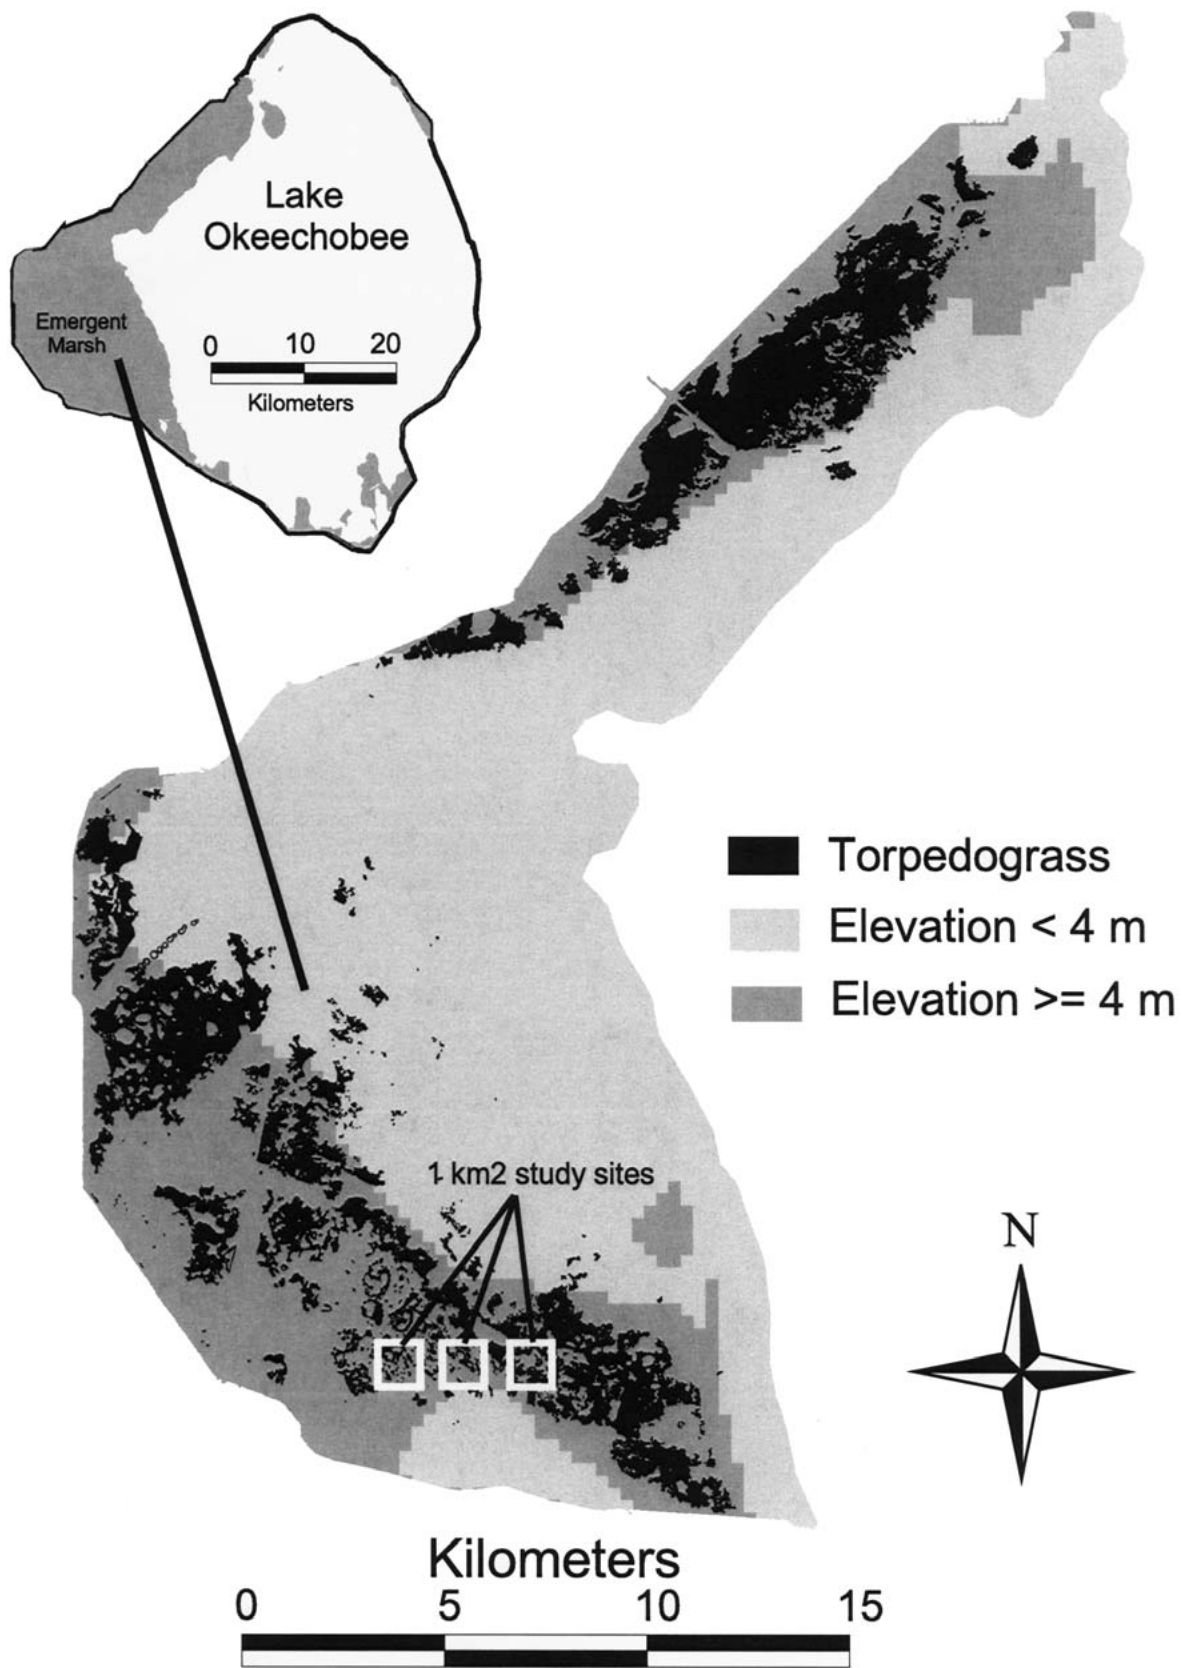 Lake
Okeechobee
Emergent
Marsh
0 10 20
Kilometers
Torpedograss
Elevation < 4 m
Elevation >= 4 m
1 km2 study sites
N
Kilometers
0 5 10 15